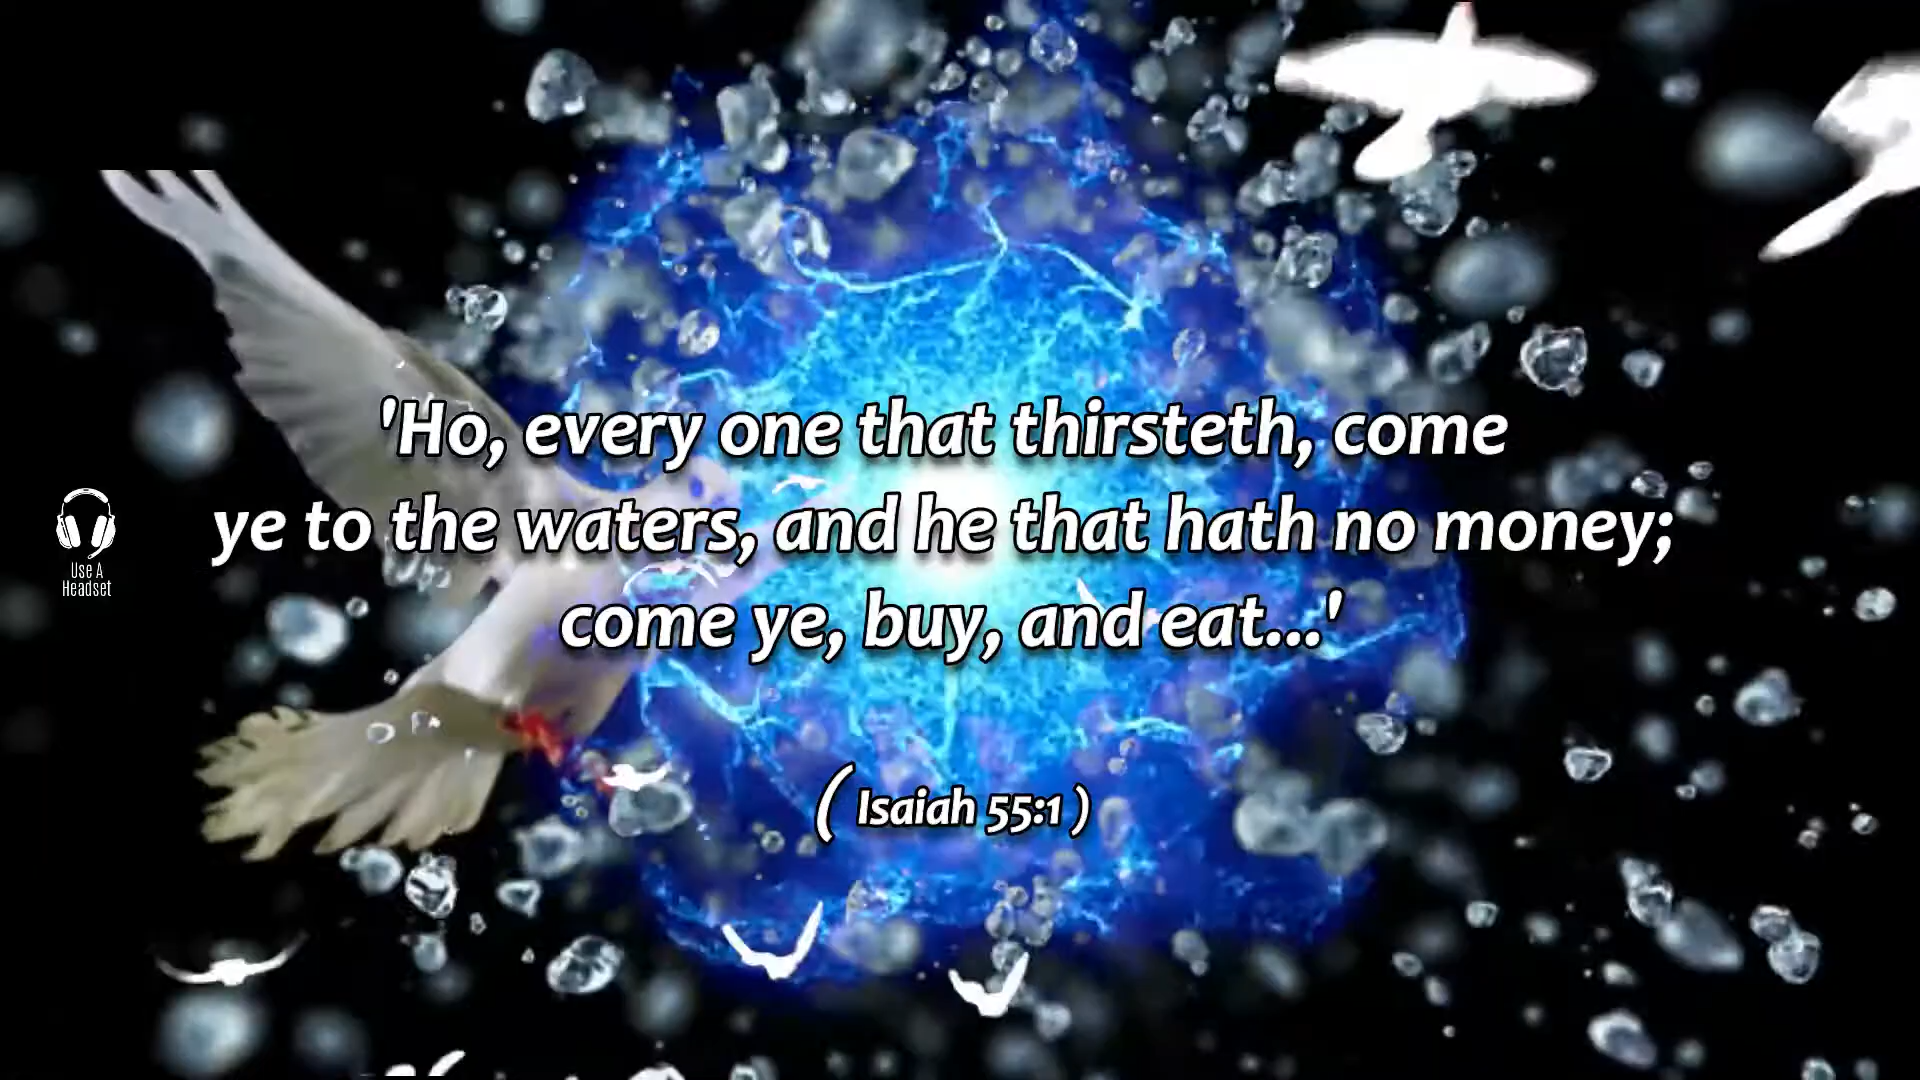 'Ho, every one that thirsteth, come
ye to the waters, and he that hath no money;
come ye, buy, and eat...'
( Isaiah 55:1 )
Use A
Headset